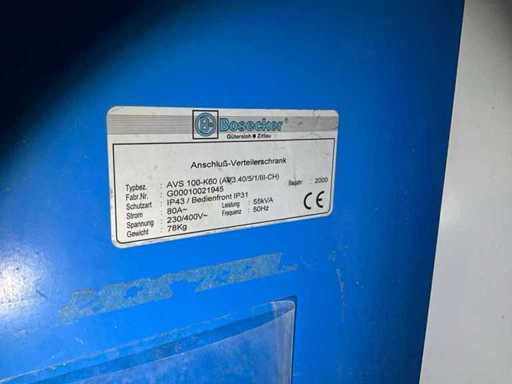 Bosecker®
Gütersloh Zittau
Anschluß-Verteilerschrank
Typbez. : AVS 100-K60 (AV3.40/5/1/III-CH) Baujahr : 2000
Fabr.Nr. : G00010021945
Schutzart : IP43 / Bedienfront IP31
Strom : 80A~ Leistung : 55kVA
Spannung : 230/400V~ Frequenz : 50Hz
Gewicht : 78Kg CE